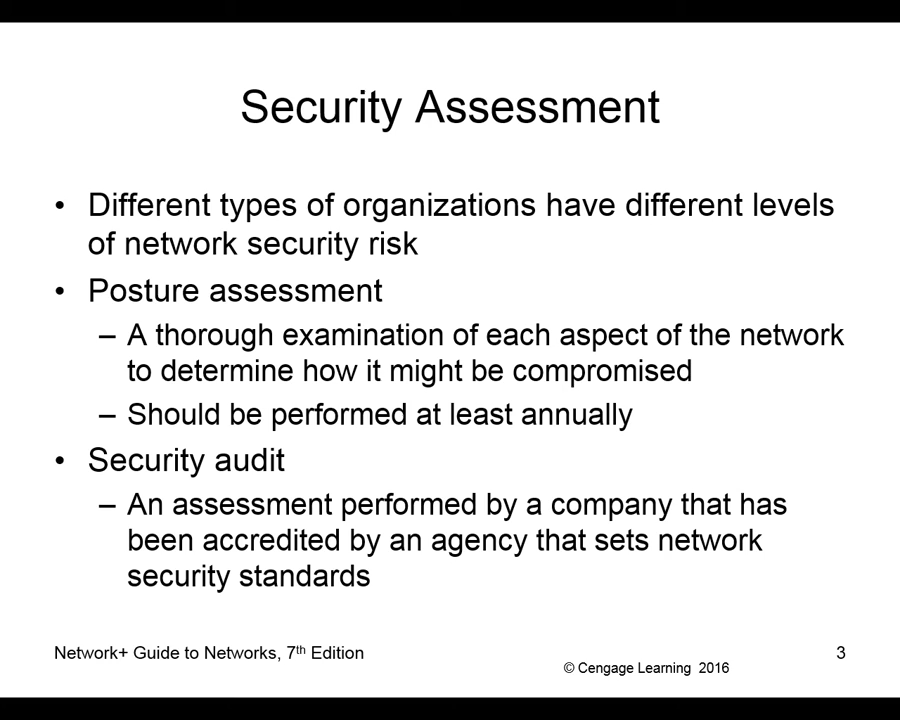 Security Assessment
• Different types of organizations have different levels
of network security risk
• Posture assessment
– A thorough examination of each aspect of the network
to determine how it might be compromised
– Should be performed at least annually
• Security audit
– An assessment performed by a company that has
been accredited by an agency that sets network
security standards
Network+ Guide to Networks, 7th Edition
© Cengage Learning 2016
3